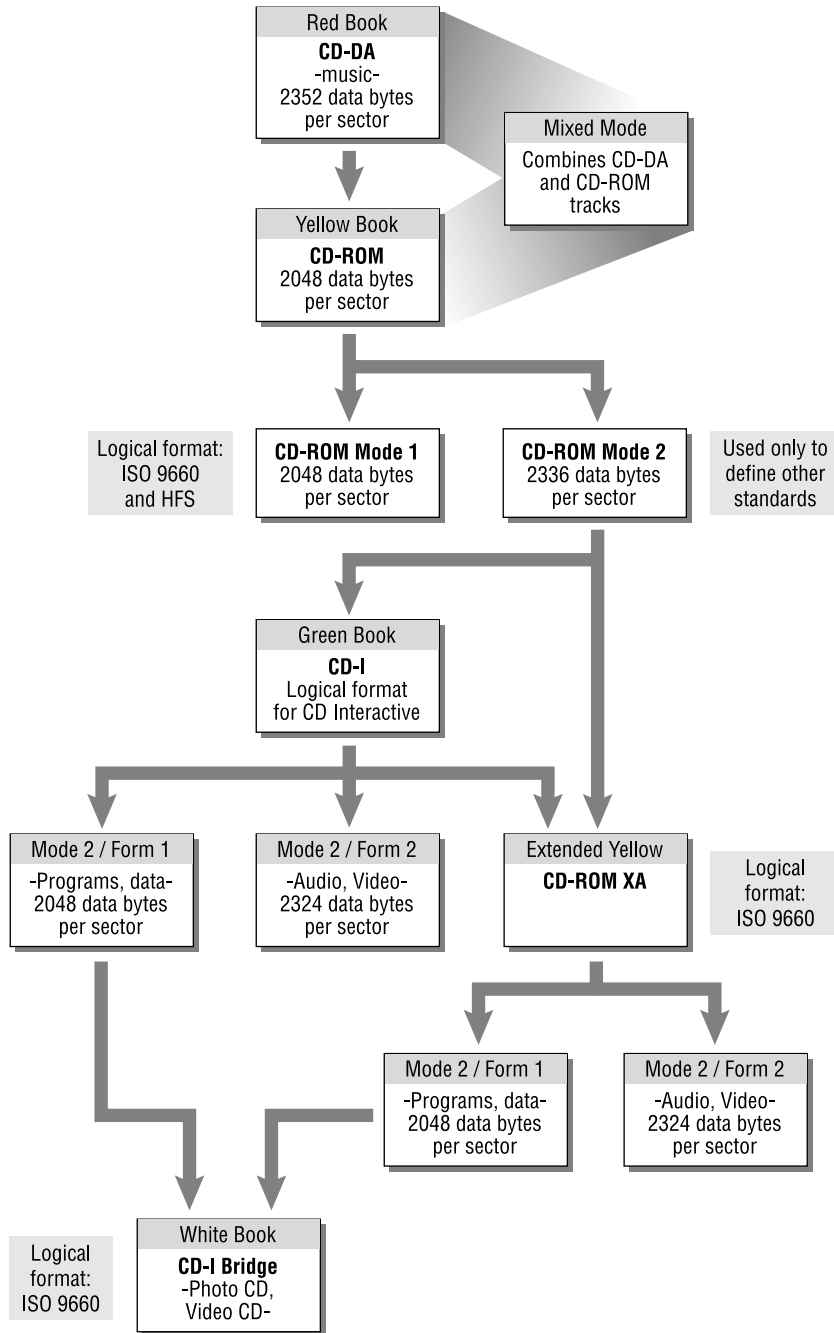 Red Book
CD-DA
-music-
2352 data bytes
per sector
Mixed Mode
Combines CD-DA
and CD-ROM
tracks
Yellow Book
CD-ROM
2048 data bytes
per sector
Logical format:
ISO 9660
and HFS
CD-ROM Mode 1
2048 data bytes
per sector
CD-ROM Mode 2
2336 data bytes
per sector
Used only to
define other
standards
Green Book
CD-I
Logical format
for CD Interactive
Mode 2 / Form 1
-Programs, data-
2048 data bytes
per sector
Mode 2 / Form 2
-Audio, Video-
2324 data bytes
per sector
Extended Yellow
CD-ROM XA
Logical
format:
ISO 9660
Mode 2 / Form 1
-Programs, data-
2048 data bytes
per sector
Mode 2 / Form 2
-Audio, Video-
2324 data bytes
per sector
Logical
format:
ISO 9660
White Book
CD-I Bridge
-Photo CD,
Video CD-